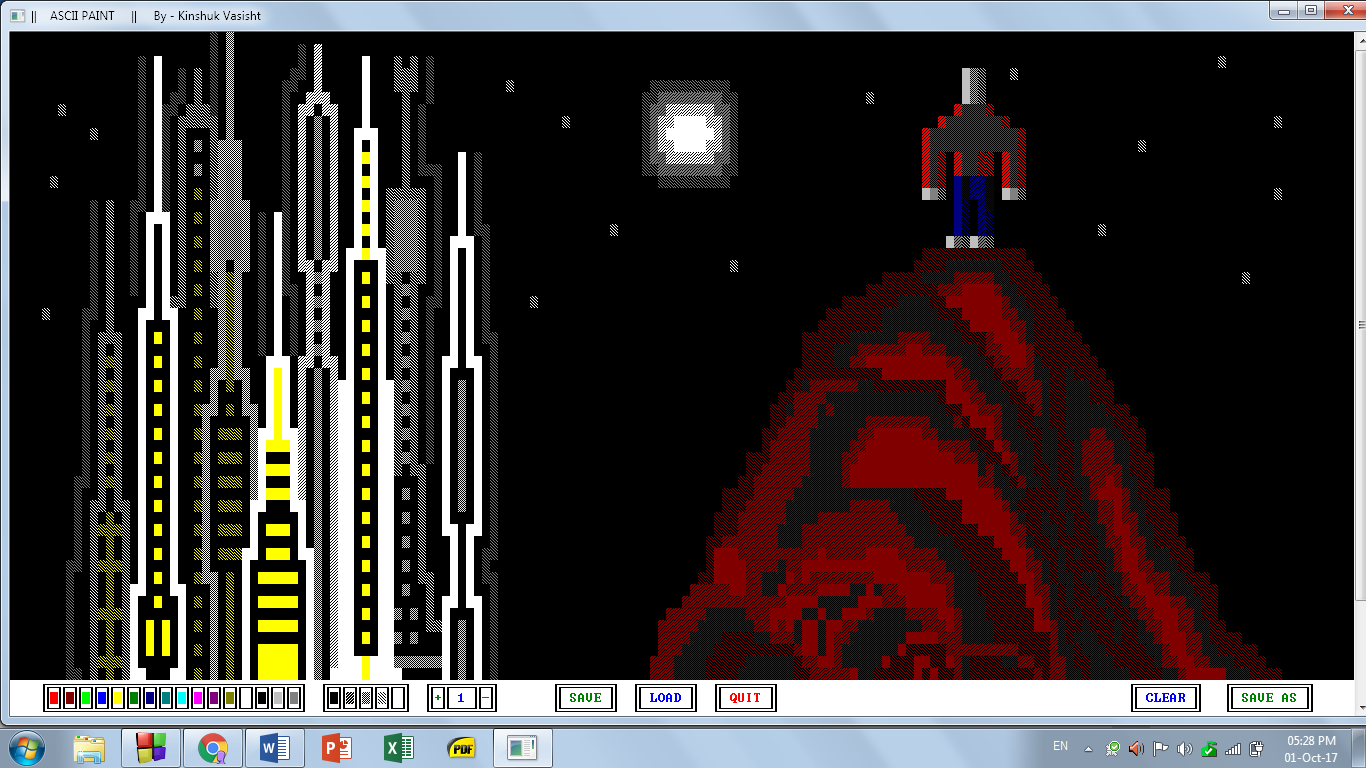 || ASCII PAINT || By - Kinshuk Vasisht
+ 1 - SAVE LOAD QUIT CLEAR SAVE AS
W P X PDF EN 05:28 PM
01-Oct-17